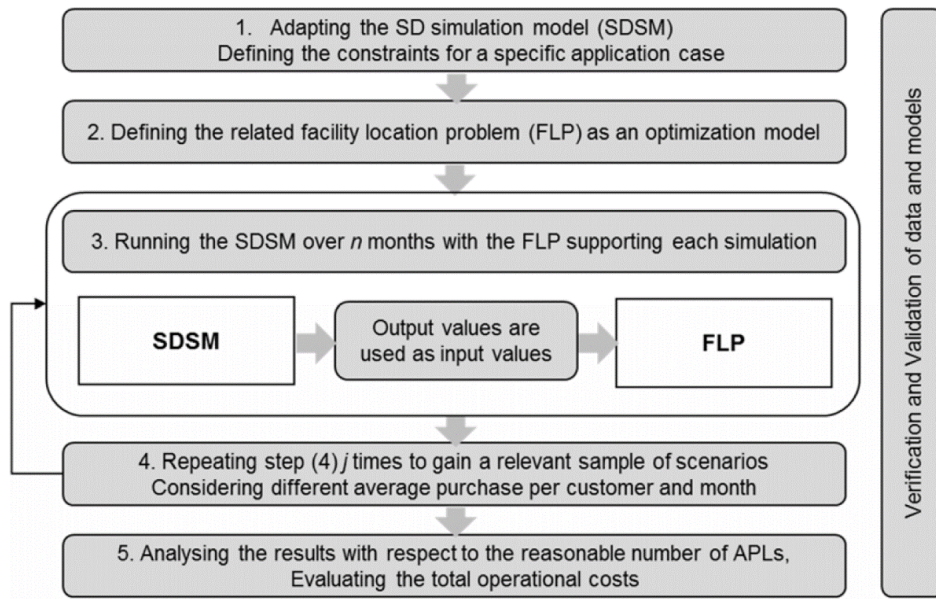 1. Adapting the SD simulation model (SDSM)
Defining the constraints for a specific application case
2. Defining the related facility location problem (FLP) as an optimization model
3. Running the SDSM over n months with the FLP supporting each simulation
SDSM
Output values are
used as input values
FLP
4. Repeating step (4) j times to gain a relevant sample of scenarios
Considering different average purchase per customer and month
5. Analysing the results with respect to the reasonable number of APLs,
Evaluating the total operational costs
Verification and Validation of data and models